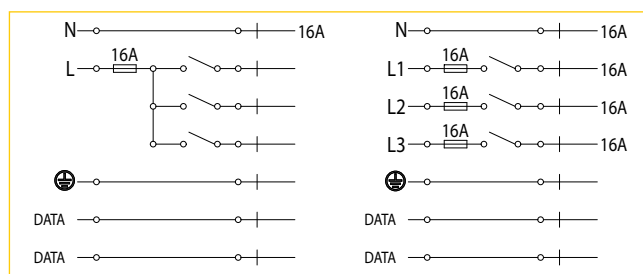 N 16A
L 16A
DATA
DATA
N 16A
L1 16A 16A
L2 16A 16A
L3 16A 16A
DATA
DATA